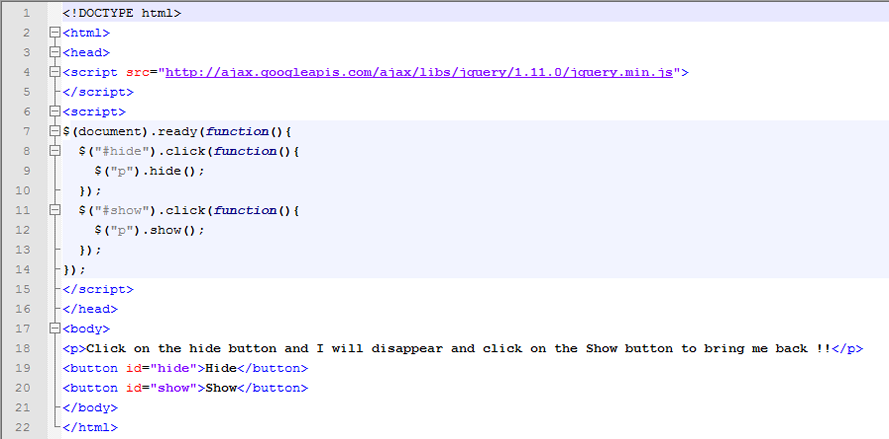 1 <!DOCTYPE html>
2 <html>
3 <head>
4 <script src="http://ajax.googleapis.com/ajax/libs/jquery/1.11.0/jquery.min.js">
5 </script>
6 <script>
7 $(document).ready(function(){
8   $("#hide").click(function(){
9     $("p").hide();
10   });
11   $("#show").click(function(){
12     $("p").show();
13   });
14 });
15 </script>
16 </head>
17 <body>
18 <p>Click on the hide button and I will disappear and click on the Show button to bring me back !!</p>
19 <button id="hide">Hide</button>
20 <button id="show">Show</button>
21 </body>
22 </html>